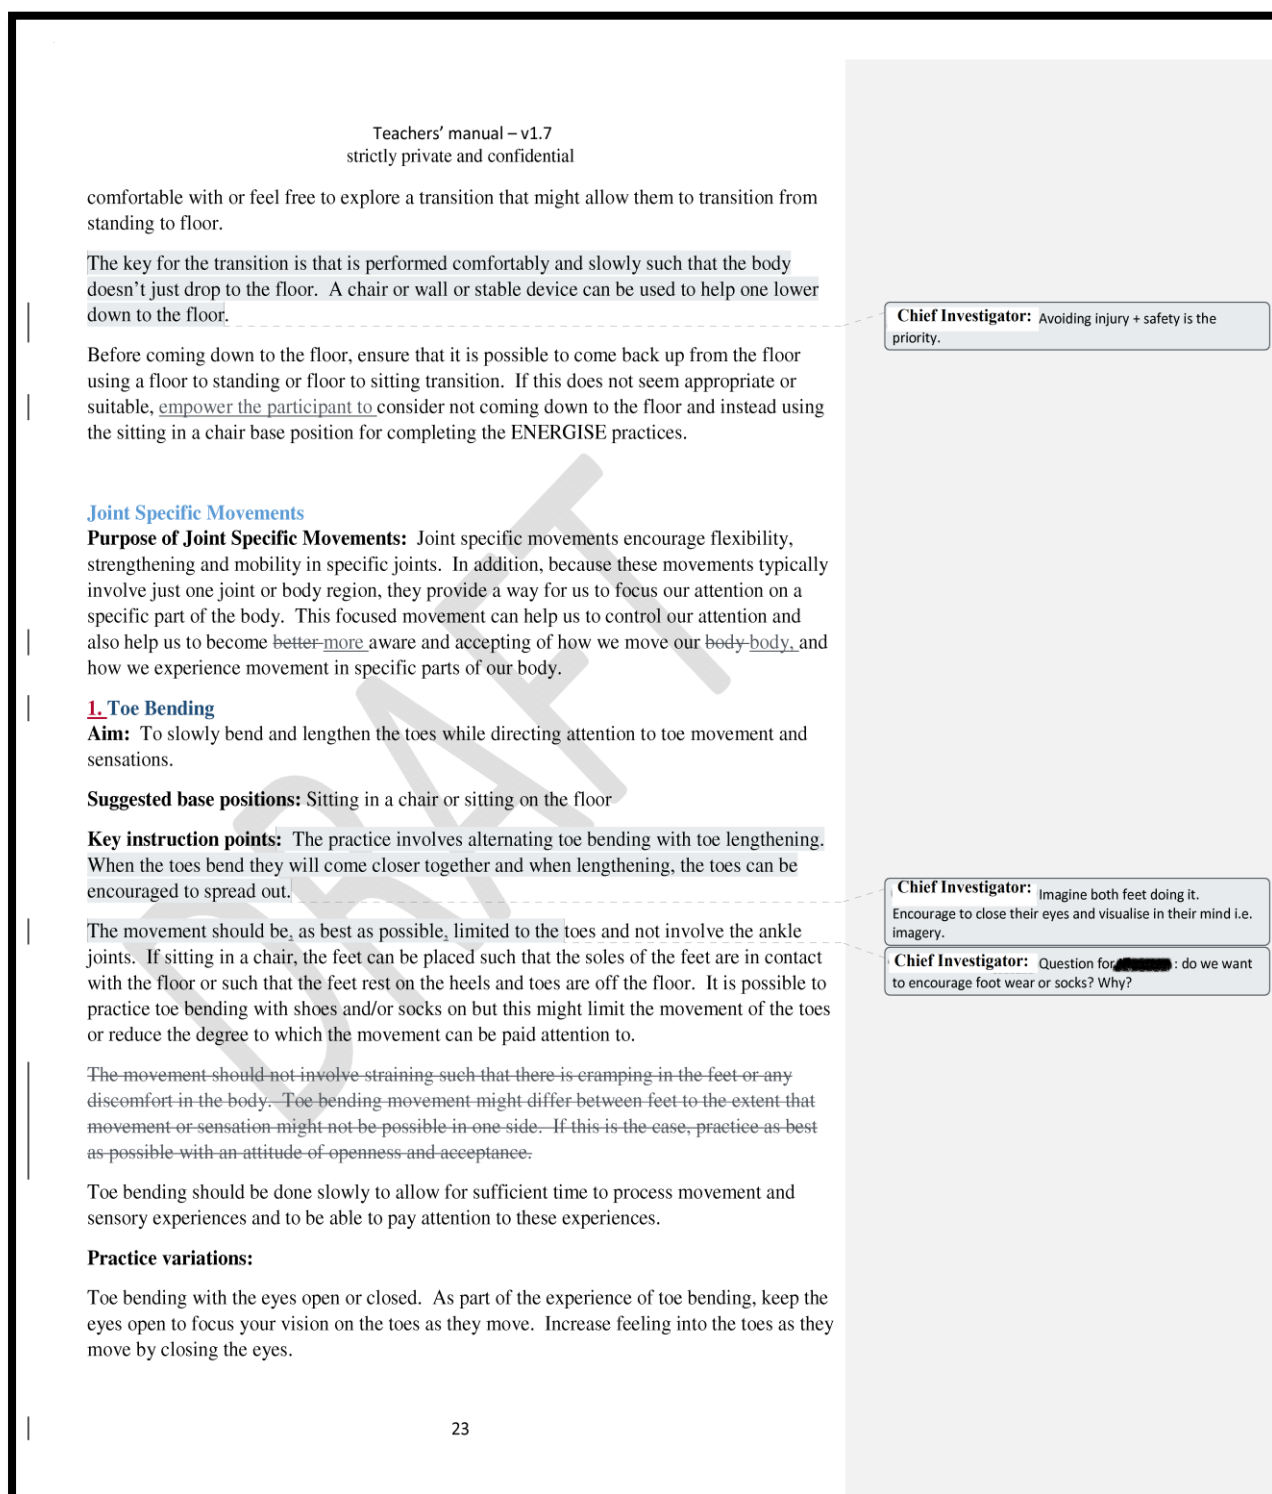 Teachers' manual – v1.7
strictly private and confidential
comfortable with or feel free to explore a transition that might allow them to transition from
standing to floor.
The key for the transition is that is performed comfortably and slowly such that the body
doesn't just drop to the floor.  A chair or wall or stable device can be used to help one lower
down to the floor.
Chief Investigator: Avoiding injury + safety is the
priority.
Before coming down to the floor, ensure that it is possible to come back up from the floor
using a floor to standing or floor to sitting transition.  If this does not seem appropriate or
suitable, empower the participant to consider not coming down to the floor and instead using
the sitting in a chair base position for completing the ENERGISE practices.
Joint Specific Movements
Purpose of Joint Specific Movements:  Joint specific movements encourage flexibility,
strengthening and mobility in specific joints.  In addition, because these movements typically
involve just one joint or body region, they provide a way for us to focus our attention on a
specific part of the body.  This focused movement can help us to control our attention and
also help us to become better more aware and accepting of how we move our body body, and
how we experience movement in specific parts of our body.
1. Toe Bending
Aim:  To slowly bend and lengthen the toes while directing attention to toe movement and
sensations.
Suggested base positions: Sitting in a chair or sitting on the floor
Key instruction points:  The practice involves alternating toe bending with toe lengthening.
When the toes bend they will come closer together and when lengthening, the toes can be
encouraged to spread out.
Chief Investigator: Imagine both feet doing it.
Encourage to close their eyes and visualise in their mind i.e.
imagery.
The movement should be, as best as possible, limited to the toes and not involve the ankle
joints.  If sitting in a chair, the feet can be placed such that the soles of the feet are in contact
with the floor or such that the feet rest on the heels and toes are off the floor.  It is possible to
practice toe bending with shoes and/or socks on but this might limit the movement of the toes
or reduce the degree to which the movement can be paid attention to.
Chief Investigator: Question for : do we want
to encourage foot wear or socks? Why?
The movement should not involve straining such that there is cramping in the feet or any
discomfort in the body.  Toe bending movement might differ between feet to the extent that
movement or sensation might not be possible in one side.  If this is the case, practice as best
as possible with an attitude of openness and acceptance.
Toe bending should be done slowly to allow for sufficient time to process movement and
sensory experiences and to be able to pay attention to these experiences.
Practice variations:
Toe bending with the eyes open or closed.  As part of the experience of toe bending, keep the
eyes open to focus your vision on the toes as they move.  Increase feeling into the toes as they
move by closing the eyes.
23
DRAFT